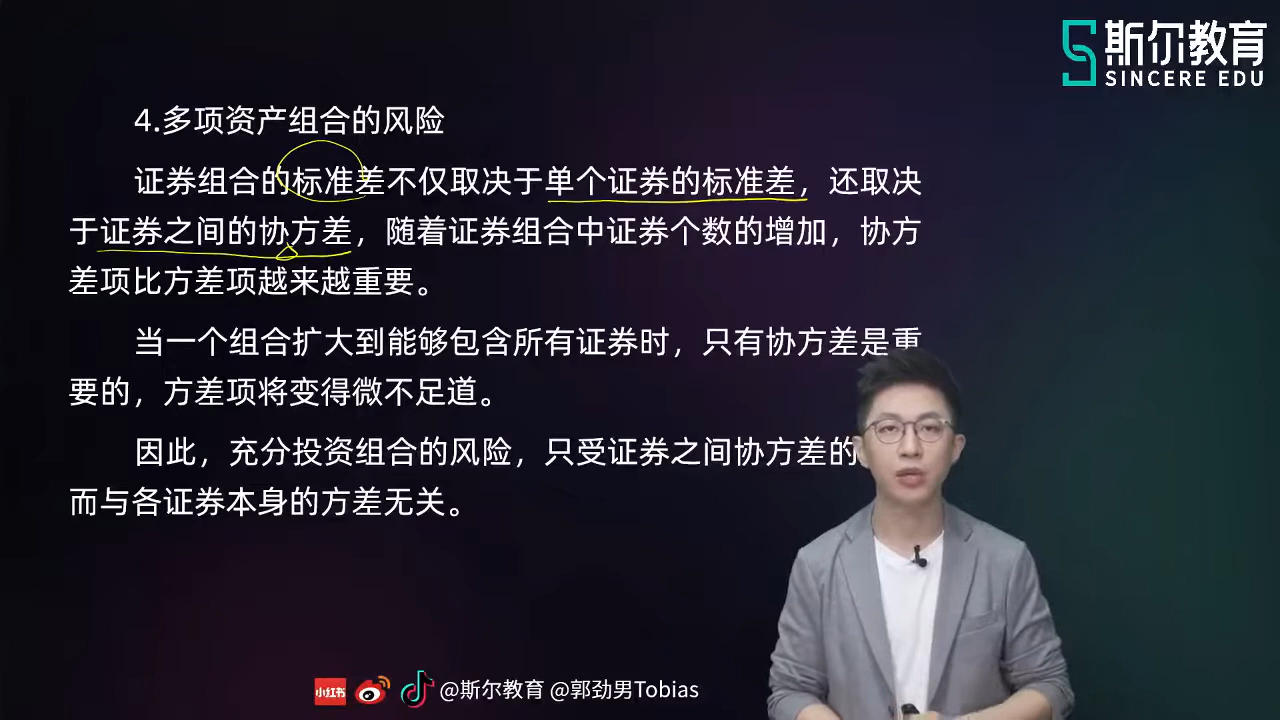 斯尔教育
SINCERE EDU
4.多项资产组合的风险
证券组合的标准差不仅取决于单个证券的标准差，还取决
于证券之间的协方差，随着证券组合中证券个数的增加，协方
差项比方差项越来越重要。
当一个组合扩大到能够包含所有证券时，只有协方差是重
要的，方差项将变得微不足道。
因此，充分投资组合的风险，只受证券之间协方差的
而与各证券本身的方差无关。
小红书
@斯尔教育 @郭劲男Tobias